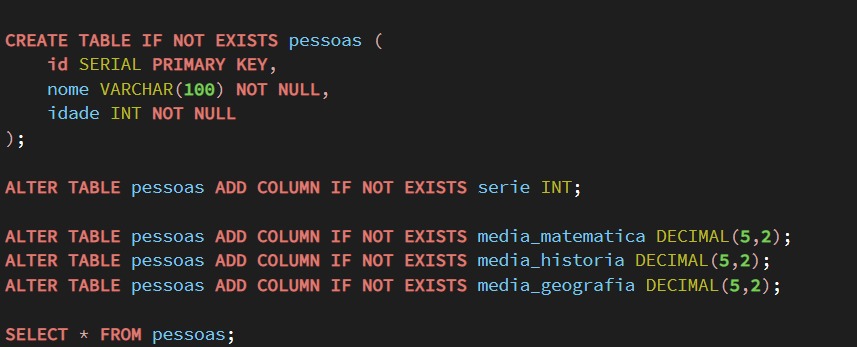 CREATE TABLE IF NOT EXISTS pessoas (
id SERIAL PRIMARY KEY,
nome VARCHAR(100) NOT NULL,
idade INT NOT NULL
);
ALTER TABLE pessoas ADD COLUMN IF NOT EXISTS serie INT;
ALTER TABLE pessoas ADD COLUMN IF NOT EXISTS media_matematica DECIMAL(5,2);
ALTER TABLE pessoas ADD COLUMN IF NOT EXISTS media_historia DECIMAL(5,2);
ALTER TABLE pessoas ADD COLUMN IF NOT EXISTS media_geografia DECIMAL(5,2);
SELECT * FROM pessoas;